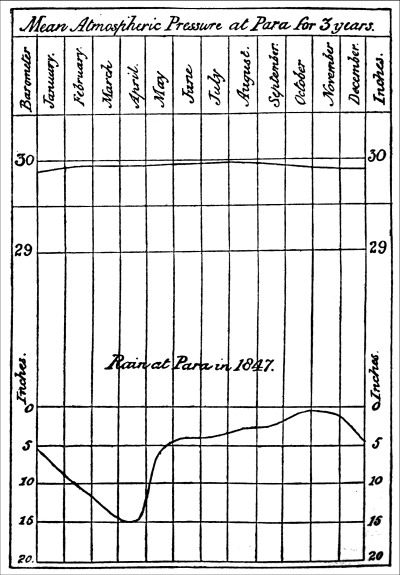 Mean Atmospheric Pressure at Para for 3 years.
Barometer January. February. March April. May June July August. September. October November December. Inches.
30 30
29 29
Rain at Para in 1847.
Inches. Inches.
0 0
5 5
10 10
15 15
20. 20